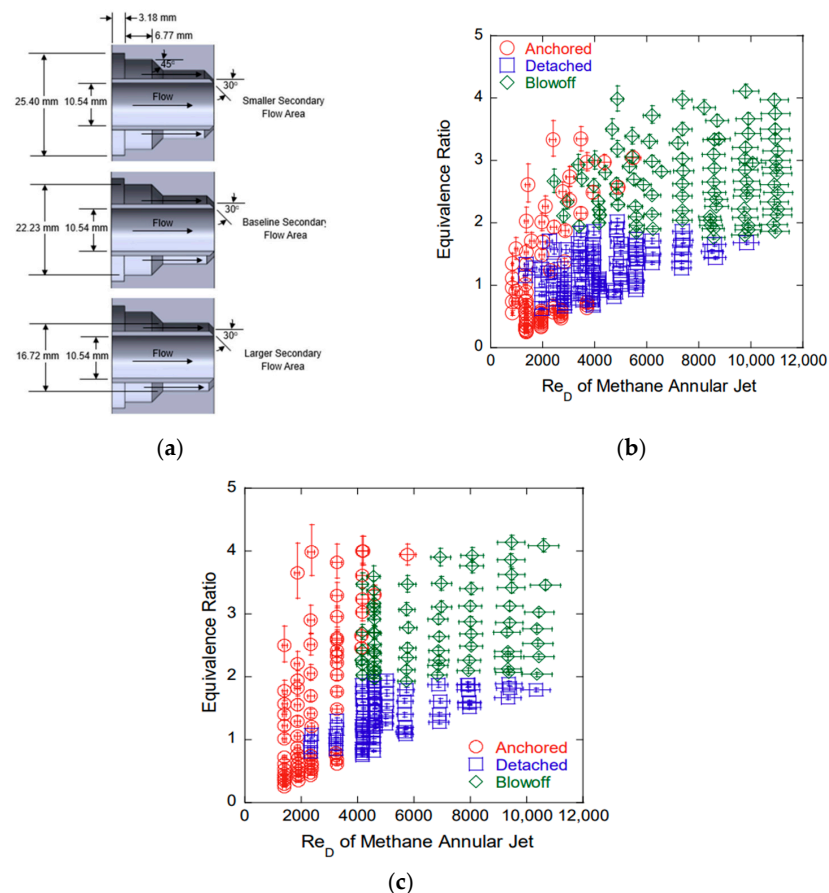 3.18 mm
6.77 mm
45°
25.40 mm
10.54 mm
Flow
30°
Smaller Secondary
Flow Area
22.23 mm
10.54 mm
Flow
30°
Baseline Secondary
Flow Area
16.72 mm
10.54 mm
Flow
30°
Larger Secondary
Flow Area
(a)
Anchored
Detached
Blowoff
Equivalence Ratio
5
4
3
2
1
0
0 2000 4000 6000 8000 10,000 12,000
Re_D of Methane Annular Jet
(b)
Equivalence Ratio
5
4
3
2
1
0
Anchored
Detached
Blowoff
0 2000 4000 6000 8000 10,000 12,000
Re_D of Methane Annular Jet
(c)